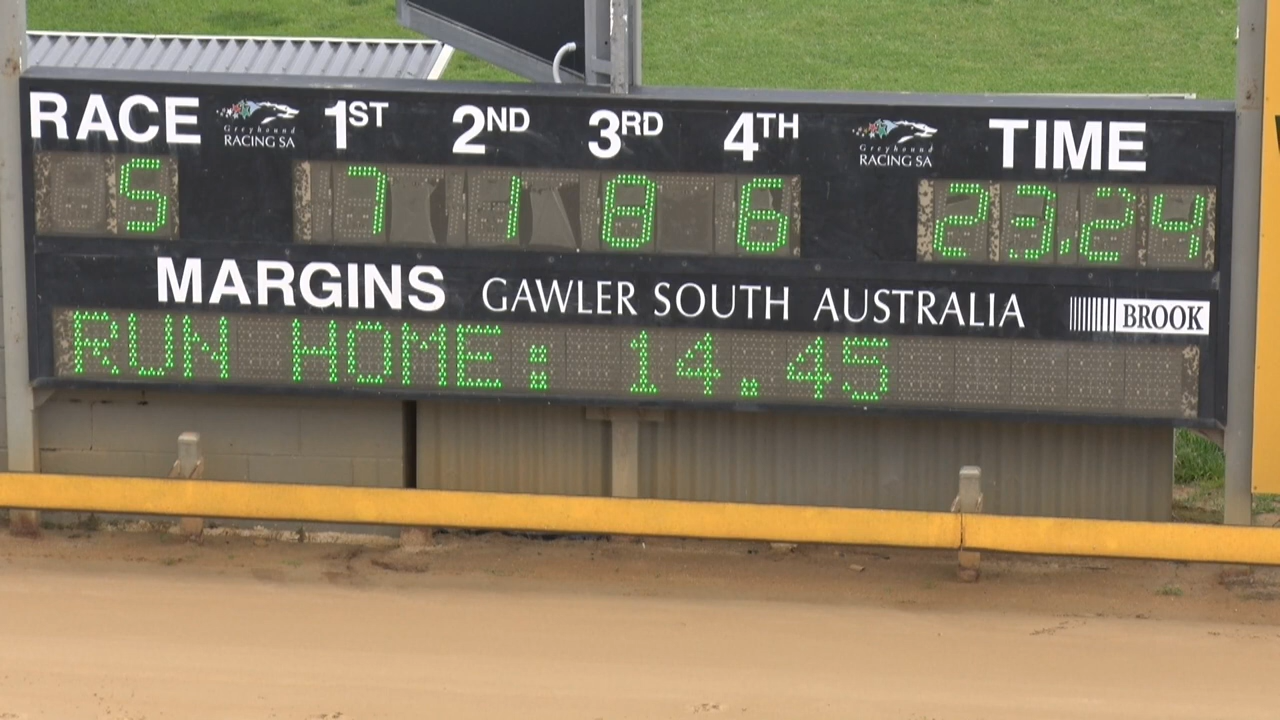 RACE Greyhound RACING SA 1ST 2ND 3RD 4TH Greyhound RACING SA TIME
5 7 1 8 6 23.24
MARGINS GAWLER SOUTH AUSTRALIA BROOK
RUN HOME: 14.45